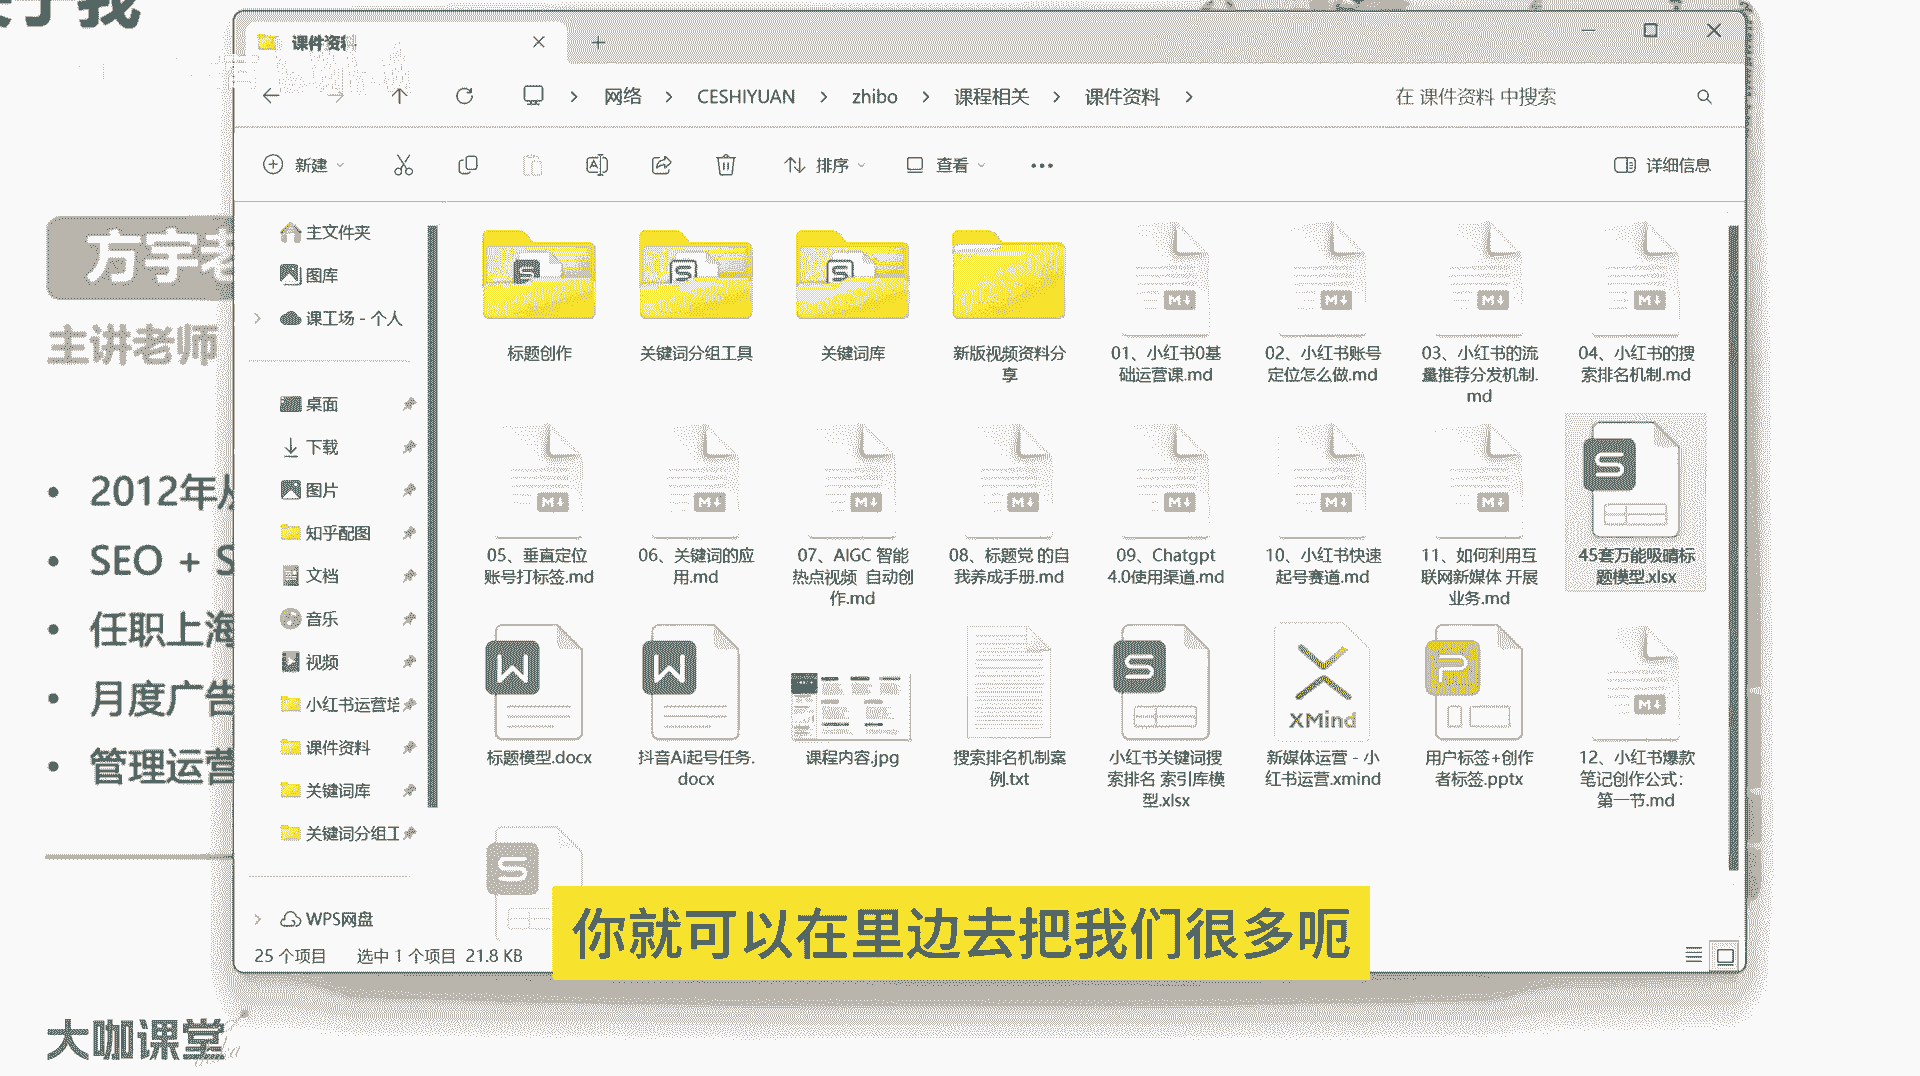 课件资料
网络
CESHIYUAN
zhibo
课程相关
课件资料
在 课件资料 中搜索
新建
排序
查看
详细信息
方宇老
主讲老师
2012年从
SEO + S
任职上海
月度广告
管理运营
主文件夹
图库
课工场 - 个人
桌面
下载
图片
知乎配图
文档
音乐
视频
小红书运营培
课件资料
关键词库
关键词分组工
WPS网盘
标题创作
关键词分组工具
关键词库
新版视频资料分
享
01、小红书0基
础运营课.md
02、小红书账号
定位怎么做.md
03、小红书的流
量推荐分发机制.
md
04、小红书的搜
索排名机制.md
05、垂直定位
账号打标签.md
06、关键词的应
用.md
07、AIGC 智能
热点视频 自动创
作.md
08、标题党 的自
我养成手册.md
09、Chatgpt
4.0使用渠道.md
10、小红书快速
起号赛道.md
11、如何利用互
联网新媒体 开展
业务.md
45套万能吸睛标
题模型.xlsx
标题模型.docx
抖音Ai起号任务.
docx
课程内容.jpg
搜索排名机制案
例.txt
小红书关键词搜
索排名 索引库模
型.xlsx
XMind
新媒体运营 - 小
红书运营.xmind
用户标签+创作
者标签.pptx
12、小红书爆款
笔记创作公式：
第一节.md
25 个项目
选中 1 个项目 21.8 KB
你就可以在里边去把我们很多呃
大咖课堂